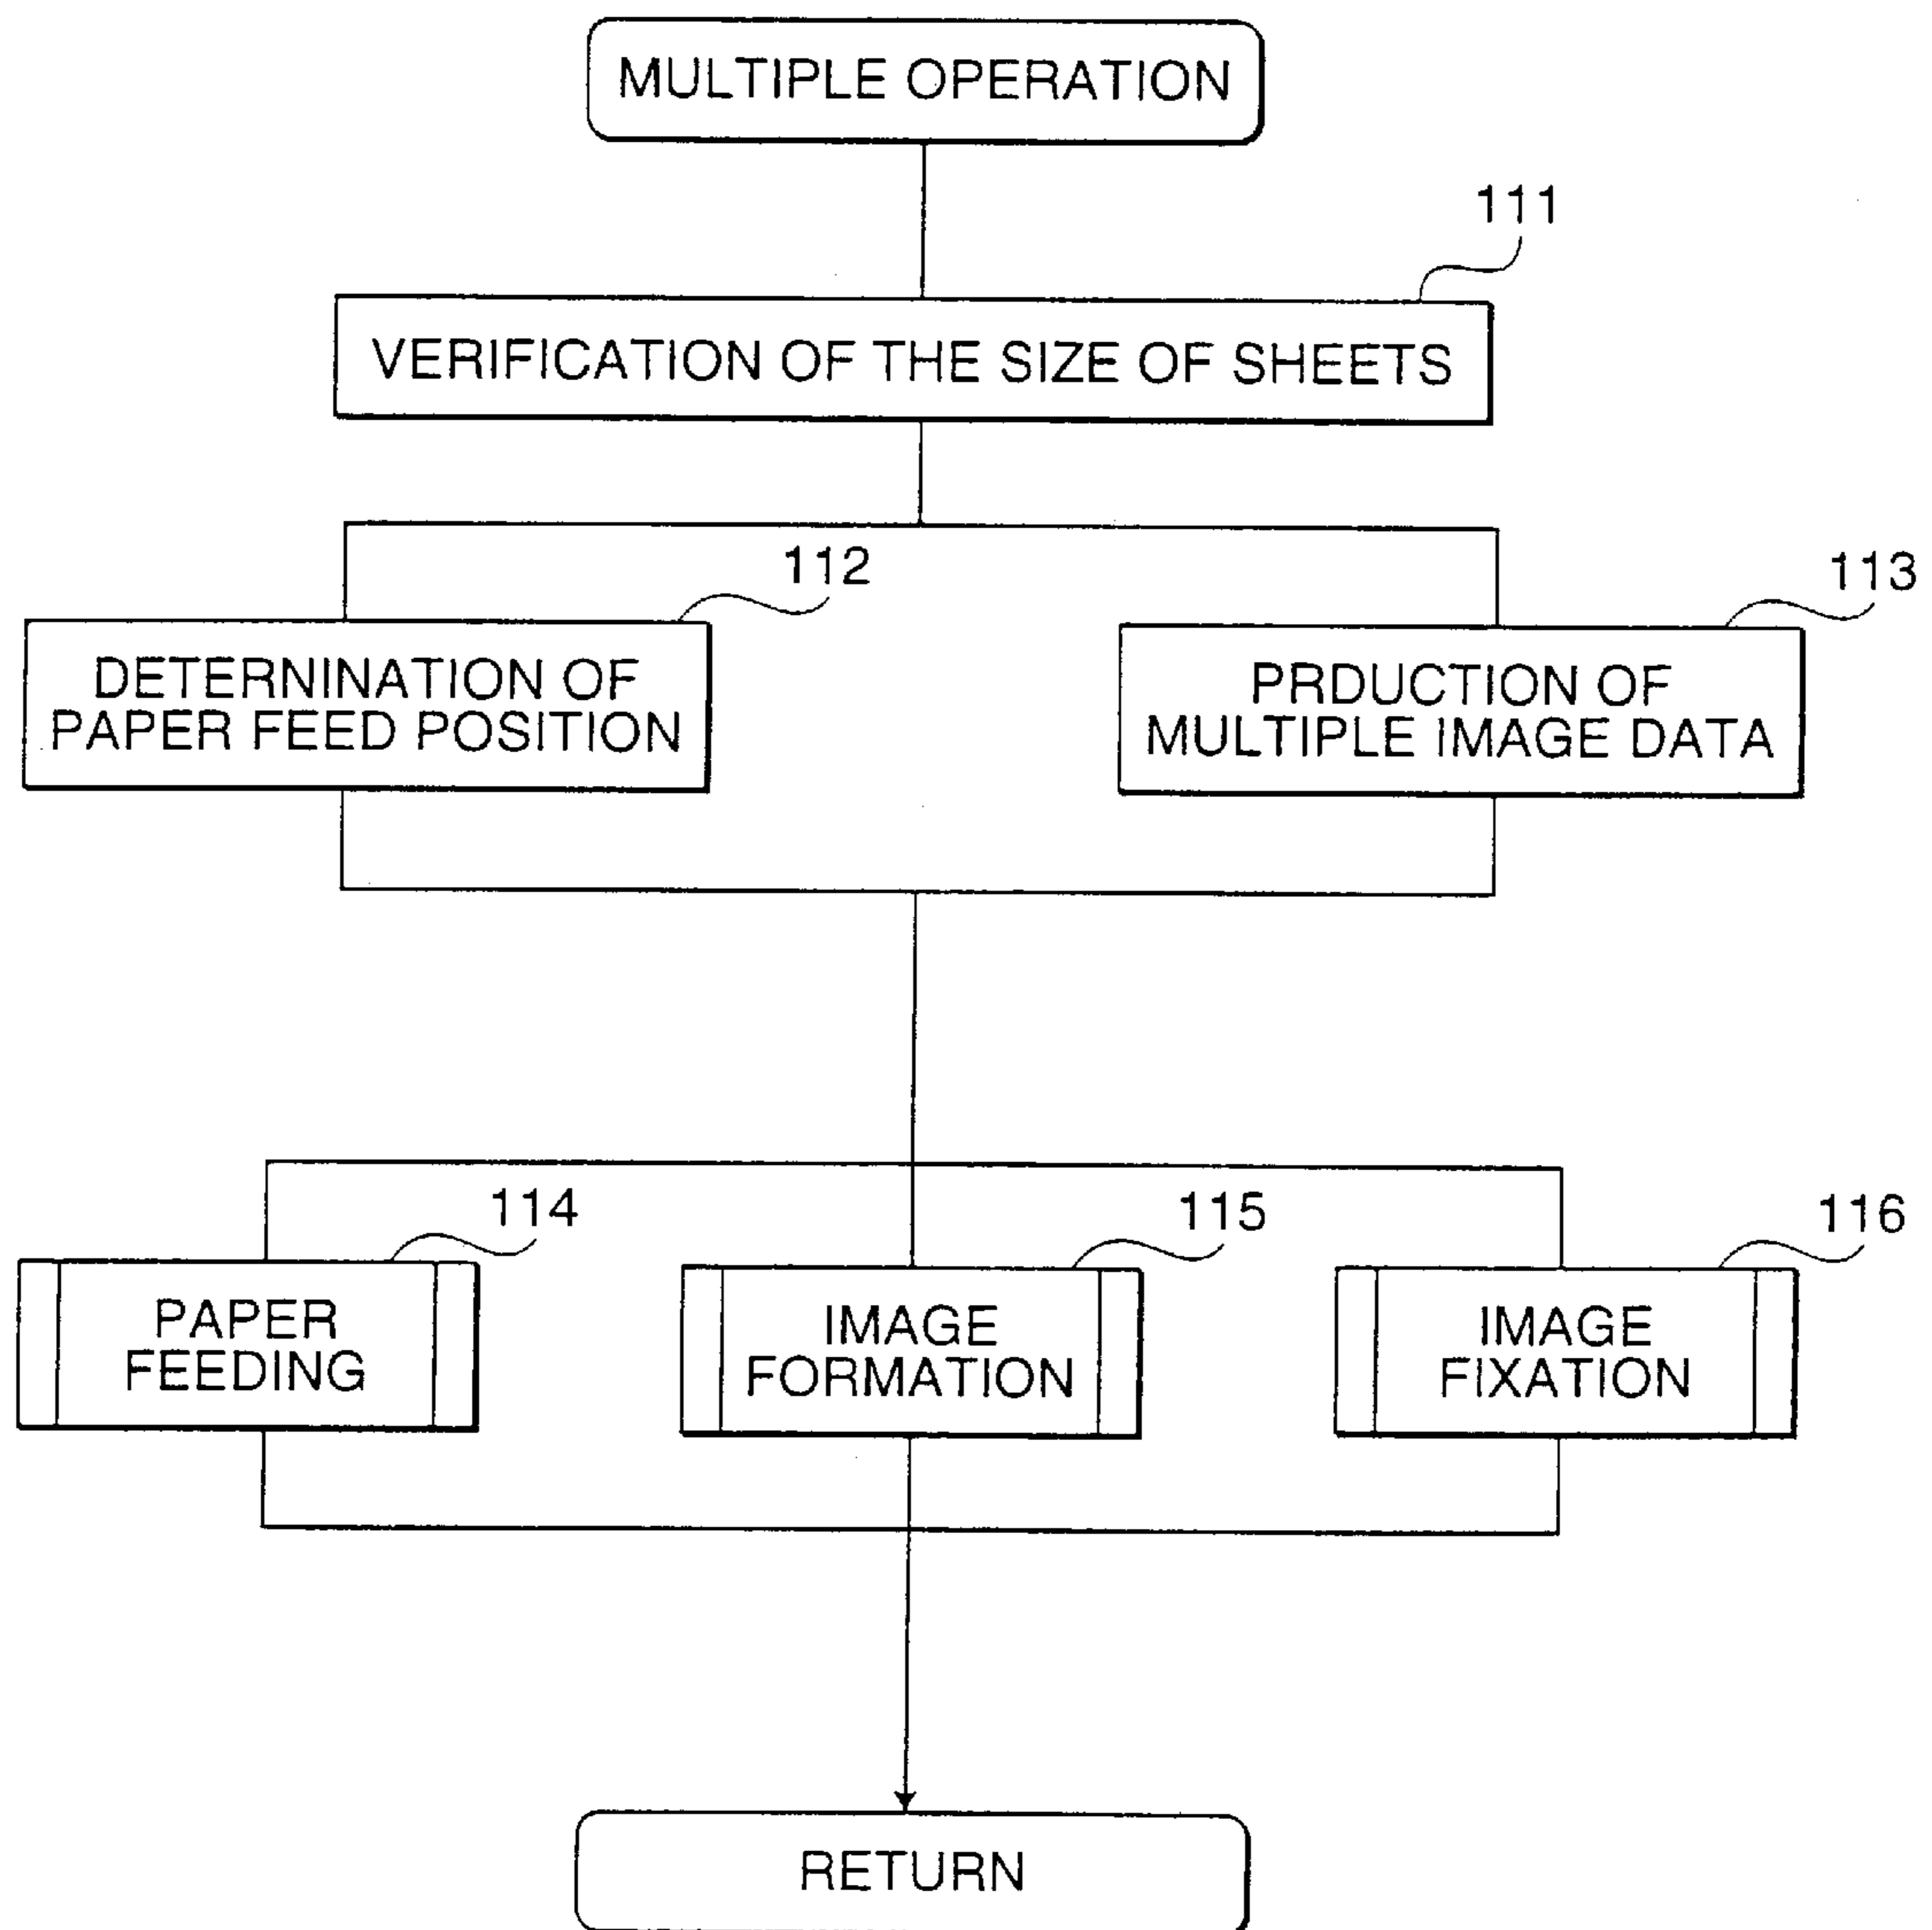 MULTIPLE OPERATION
111
VERIFICATION OF THE SIZE OF SHEETS
112
113
DETERNINATION OF
PAPER FEED POSITION
PRDUCTION OF
MULTIPLE IMAGE DATA
114
115
116
PAPER
FEEDING
IMAGE
FORMATION
IMAGE
FIXATION
RETURN